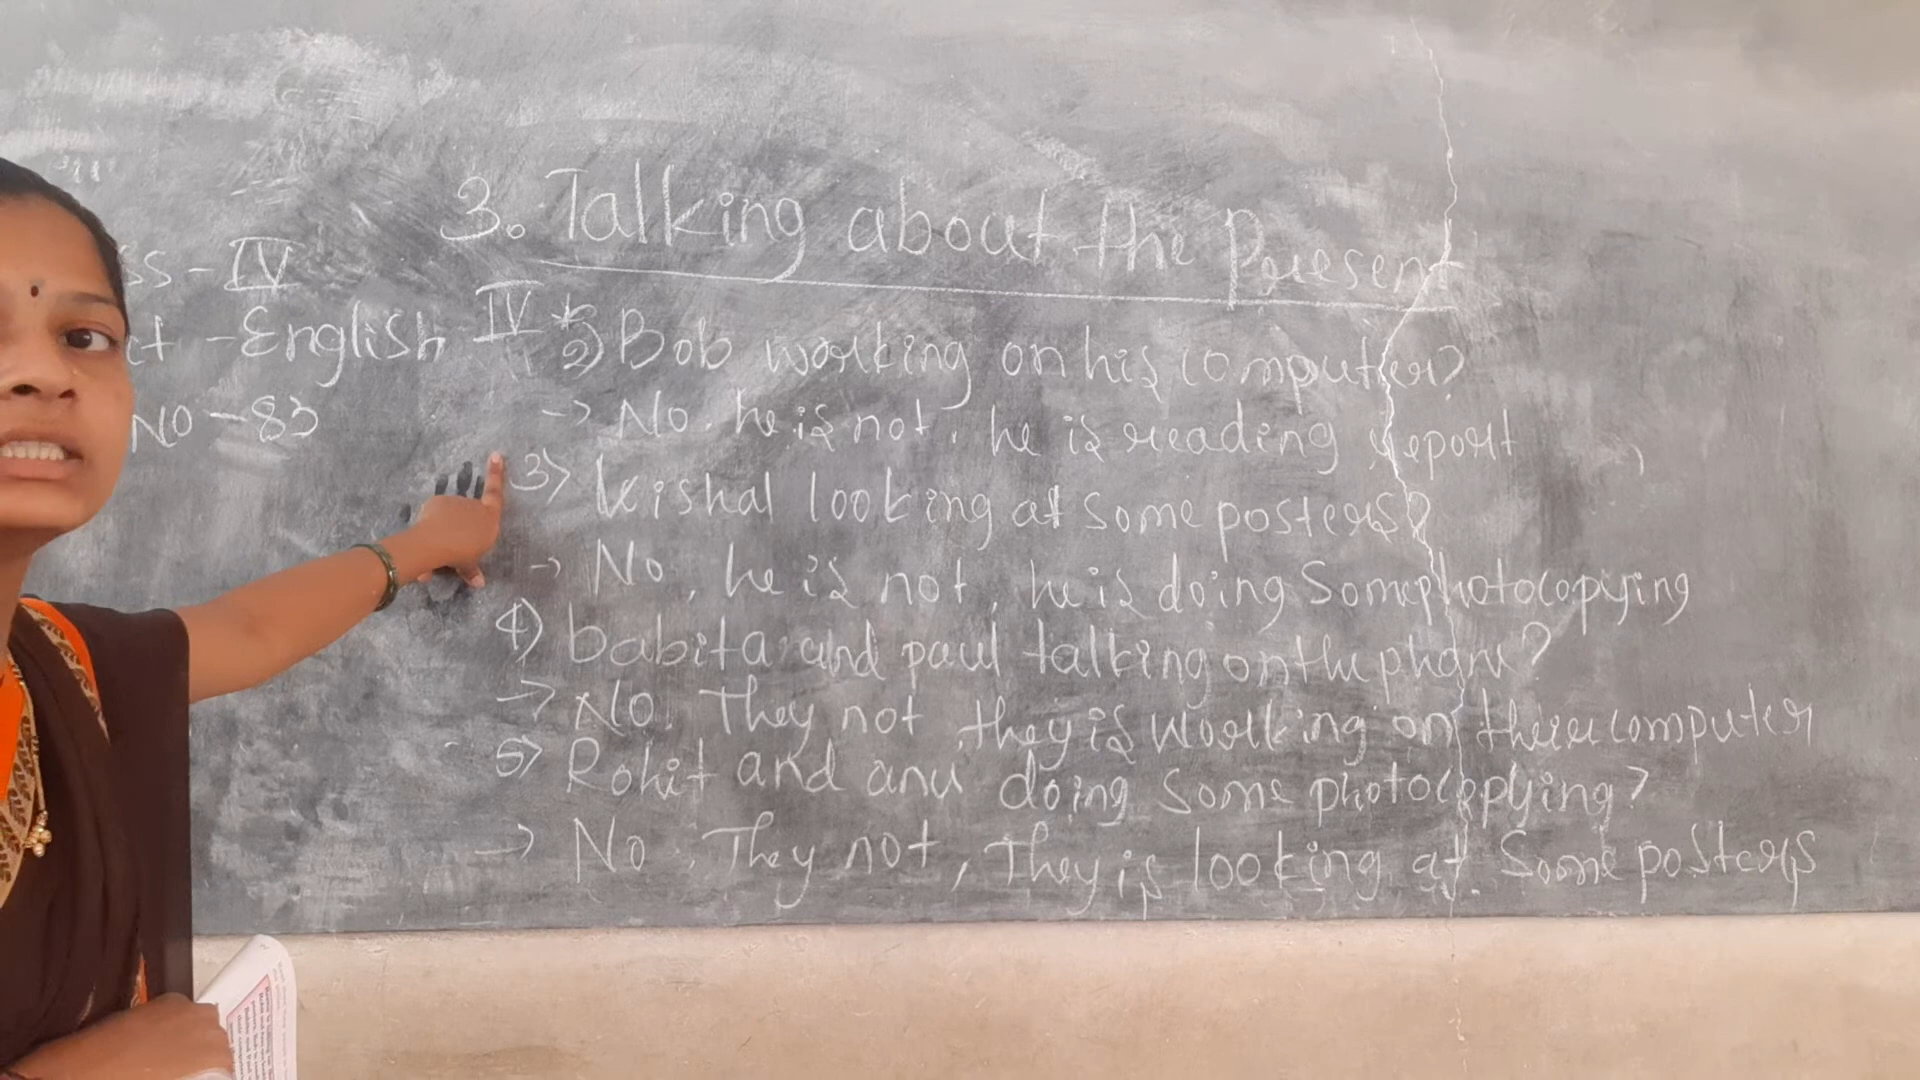 3. Talking about the Present
ss - IV
ct - English
No - 83
IV *
2) Bob working on his computer?
-> No, he is not, he is reading report
3) Kishal looking at some posters?
-> No, he is not, he is doing Some photocopying
4) babita and paul talking on the phone?
-> No, They not, they is working on their computer
5) Rohit and anu doing some photocopying?
-> No, They not, They is looking at Some posters